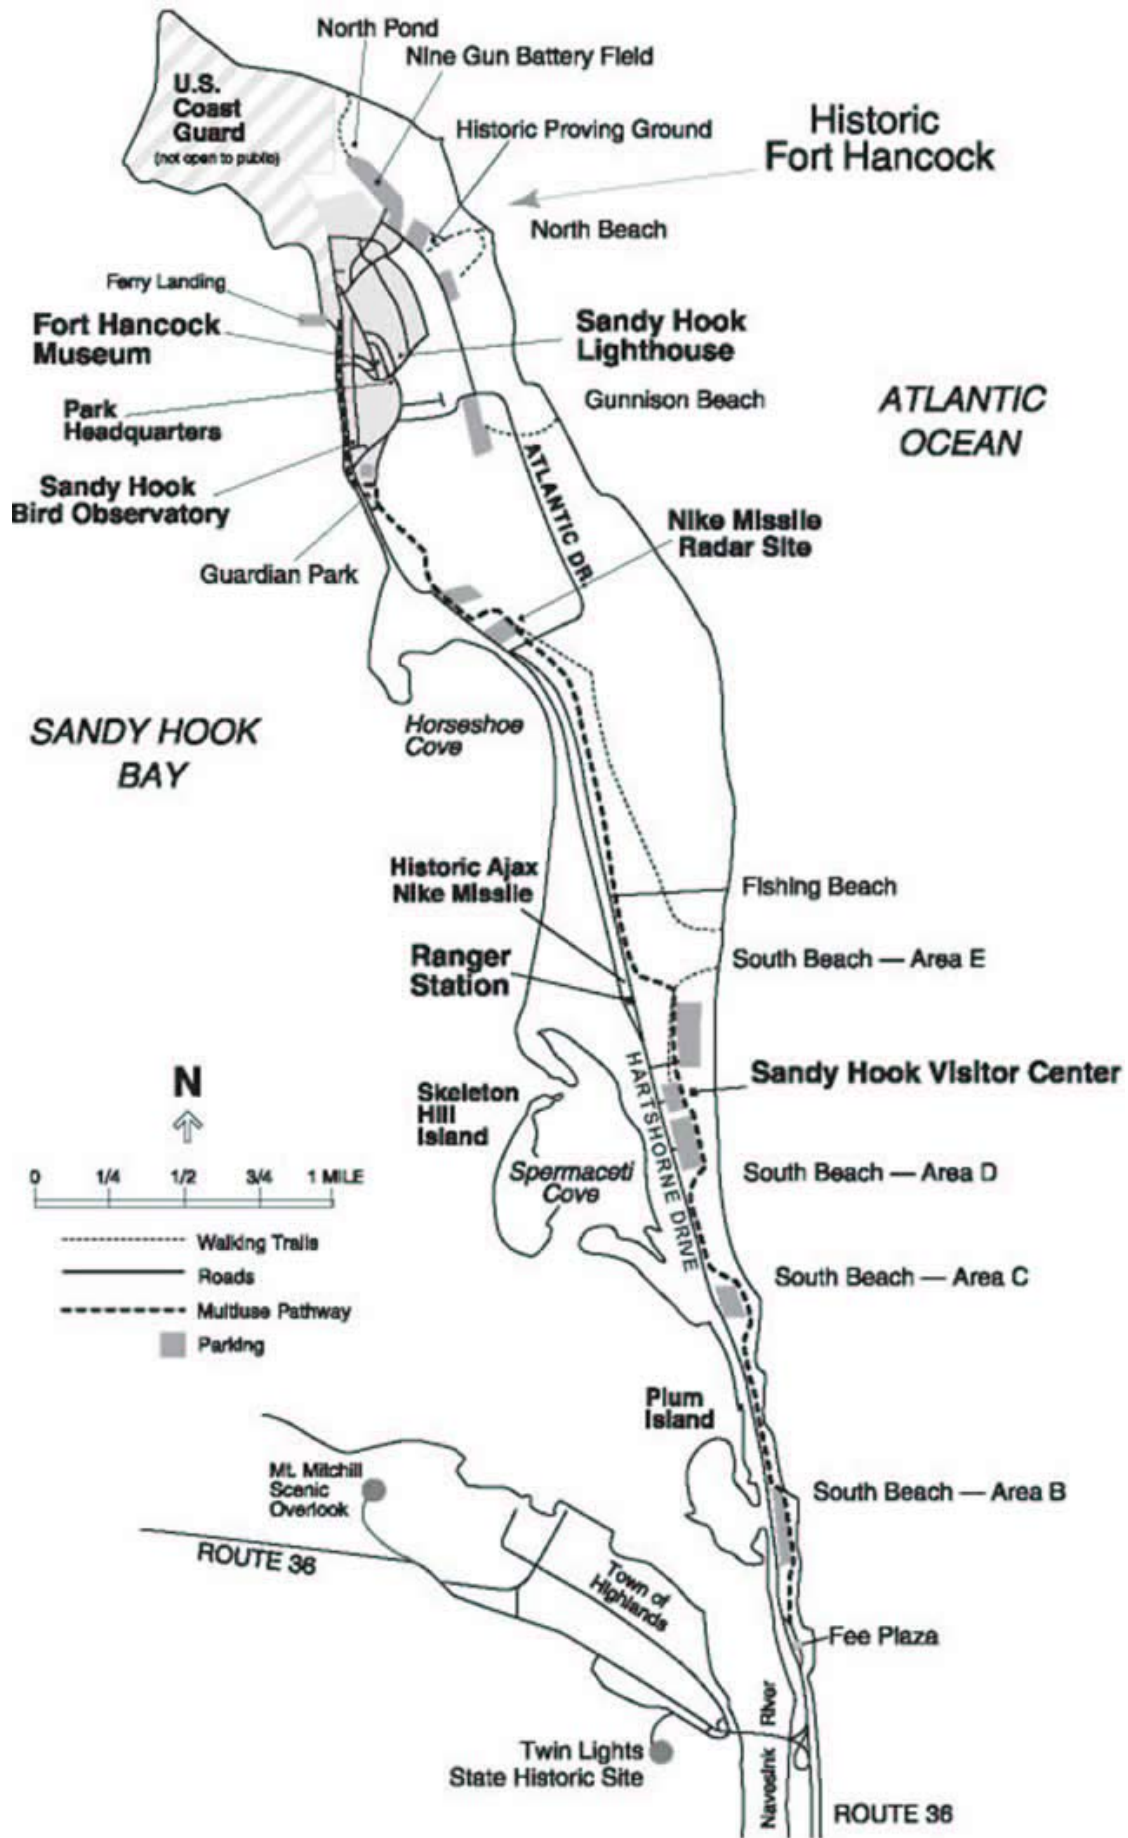 North Pond
Nine Gun Battery Field
U.S.
Coast
Guard
(not open to public)
Historic Proving Ground
Historic
Fort Hancock
North Beach
Ferry Landing
Fort Hancock
Museum
Sandy Hook
Lighthouse
Park
Headquarters
Gunnison Beach
ATLANTIC
OCEAN
ATLANTIC DR.
Sandy Hook
Bird Observatory
Nike Missile
Radar Site
Guardian Park
SANDY HOOK
BAY
Horseshoe
Cove
Historic Ajax
Nike Missile
Fishing Beach
Ranger
Station
South Beach — Area E
HARTSHORNE DRIVE
Sandy Hook Visitor Center
N
Skeleton
Hill
Island
Spermaceti
Cove
South Beach — Area D
0 1/4 1/2 3/4 1 MILE
Walking Trails
Roads
Multiuse Pathway
Parking
South Beach — Area C
Plum
Island
Mt. Mitchill
Scenic
Overlook
South Beach — Area B
ROUTE 36
Town of
Highlands
Fee Plaza
Navesink River
Twin Lights
State Historic Site
ROUTE 36